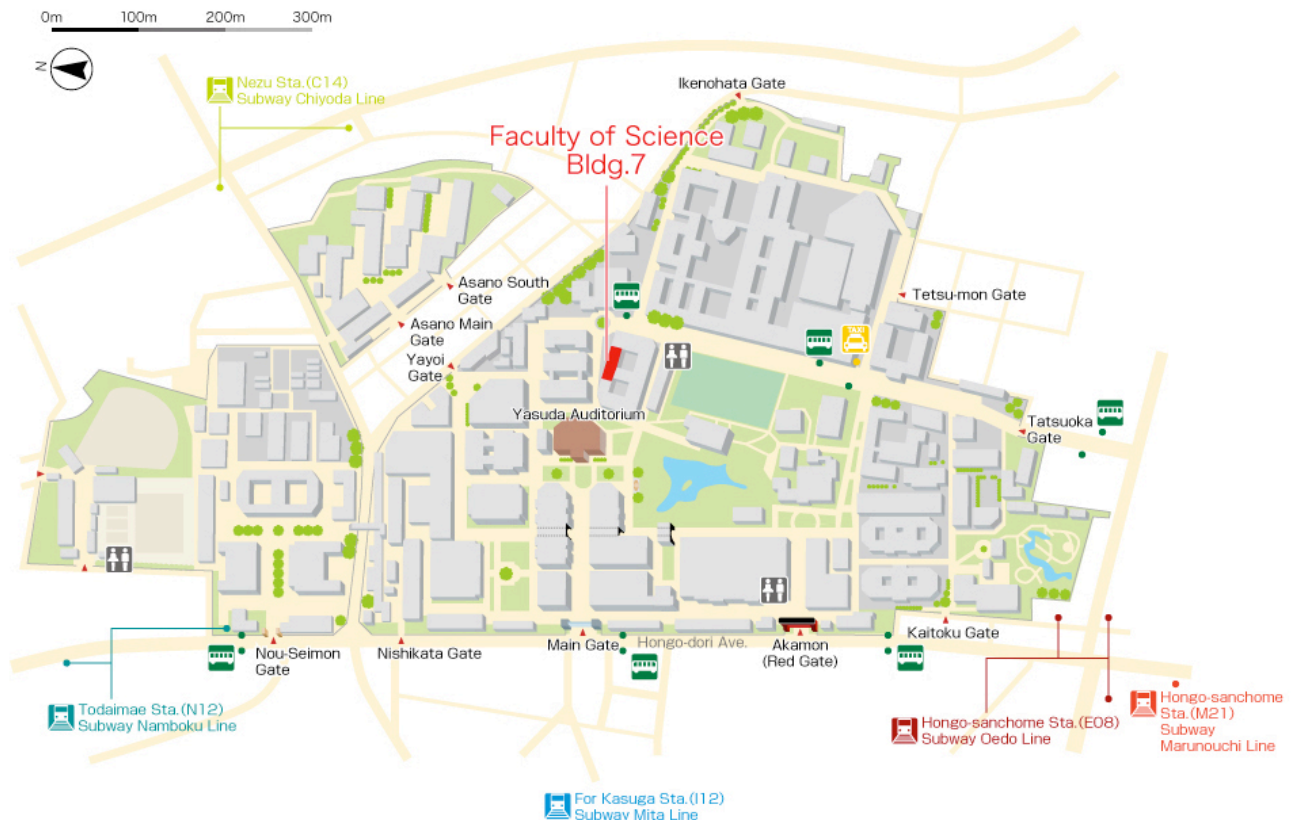 0m 100m 200m 300m
N
Nezu Sta.(C14)
Subway Chiyoda Line
Ikenohata Gate
Faculty of Science
Bldg.7
Asano South
Gate
Asano Main
Gate
Yayoi
Gate
Tetsu-mon Gate
TAXI
Yasuda Auditorium
Tatsuoka
Gate
Nou-Seimon
Gate
Nishikata Gate
Main Gate
Hongo-dori Ave.
Akamon
(Red Gate)
Kaitoku Gate
Todaimae Sta.(N12)
Subway Namboku Line
Hongo-sanchome Sta.(E08)
Subway Oedo Line
Hongo-sanchome
Sta.(M21)
Subway
Marunouchi Line
For Kasuga Sta.(I12)
Subway Mita Line